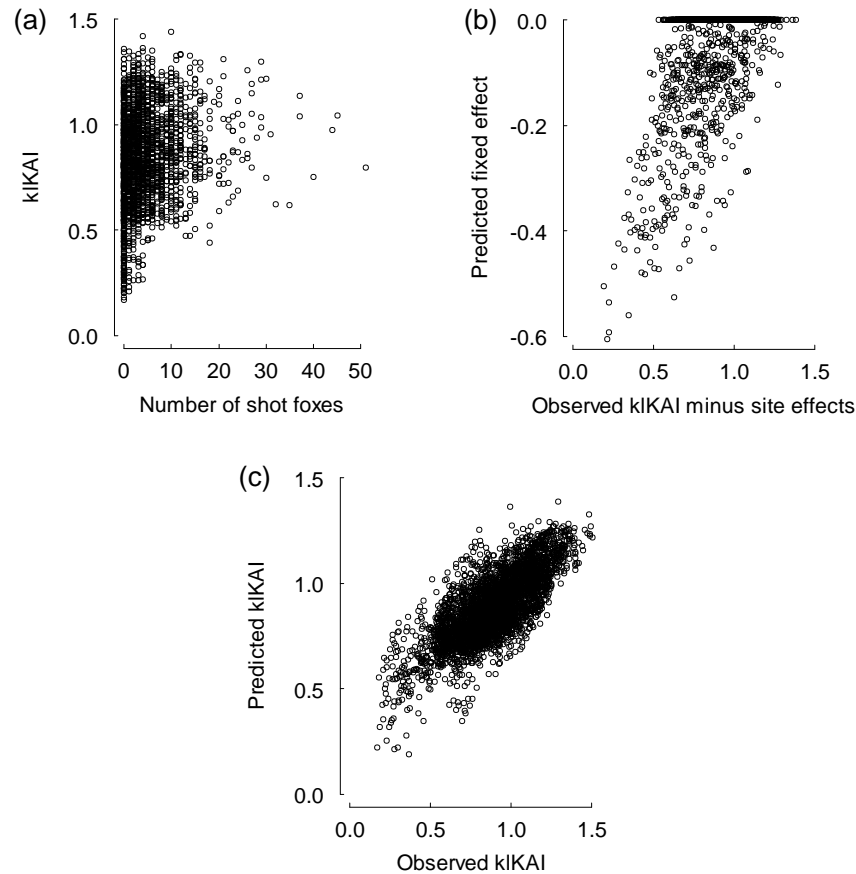 (a)
1.5
1.0
0.5
0.0
klKAI
0 10 20 30 40 50
Number of shot foxes
(b)
0.0
-0.2
-0.4
-0.6
Predicted fixed effect
0.0 0.5 1.0 1.5
Observed klKAI minus site effects
(c)
1.5
1.0
0.5
0.0
Predicted klKAI
0.0 0.5 1.0 1.5
Observed klKAI